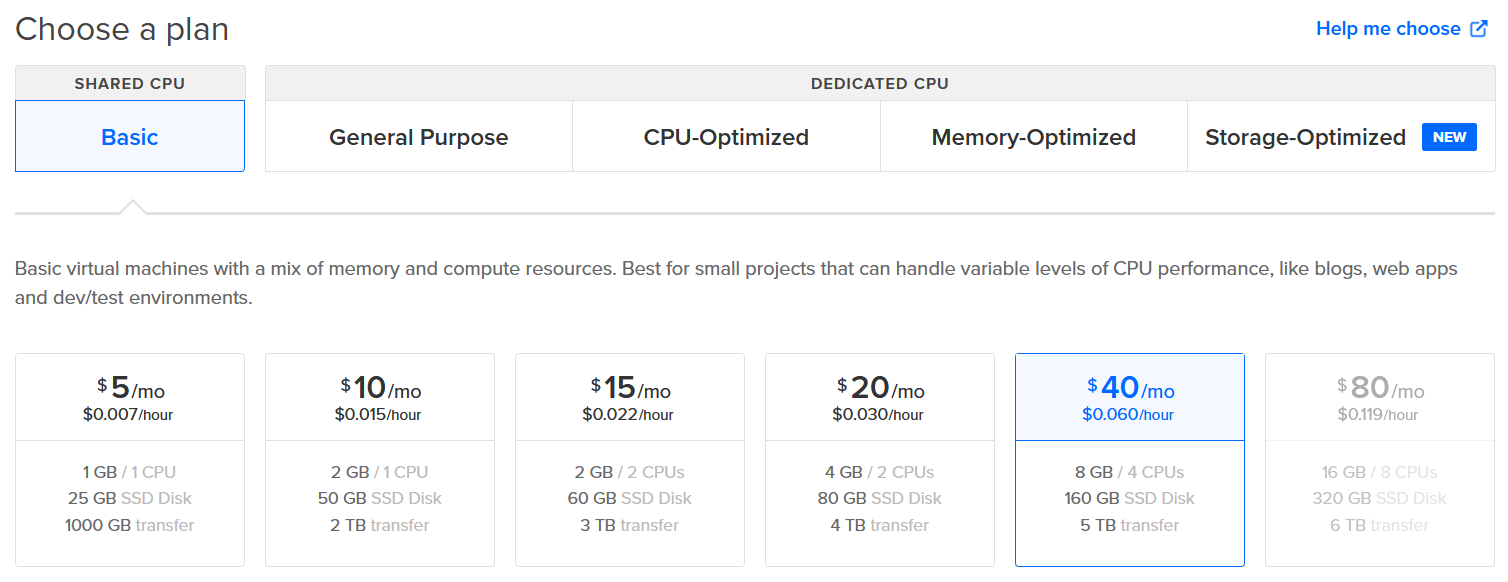 Choose a plan
Help me choose
SHARED CPU
DEDICATED CPU
Basic
General Purpose
CPU-Optimized
Memory-Optimized
Storage-Optimized NEW
Basic virtual machines with a mix of memory and compute resources. Best for small projects that can handle variable levels of CPU performance, like blogs, web apps
and dev/test environments.
$5/mo
$0.007/hour
1 GB / 1 CPU
25 GB SSD Disk
1000 GB transfer
$10/mo
$0.015/hour
2 GB / 1 CPU
50 GB SSD Disk
2 TB transfer
$15/mo
$0.022/hour
2 GB / 2 CPUs
60 GB SSD Disk
3 TB transfer
$20/mo
$0.030/hour
4 GB / 2 CPUs
80 GB SSD Disk
4 TB transfer
$40/mo
$0.060/hour
8 GB / 4 CPUs
160 GB SSD Disk
5 TB transfer
$80/mo
$0.119/hour
16 GB / 8 CPUs
320 GB SSD Disk
6 TB transfer